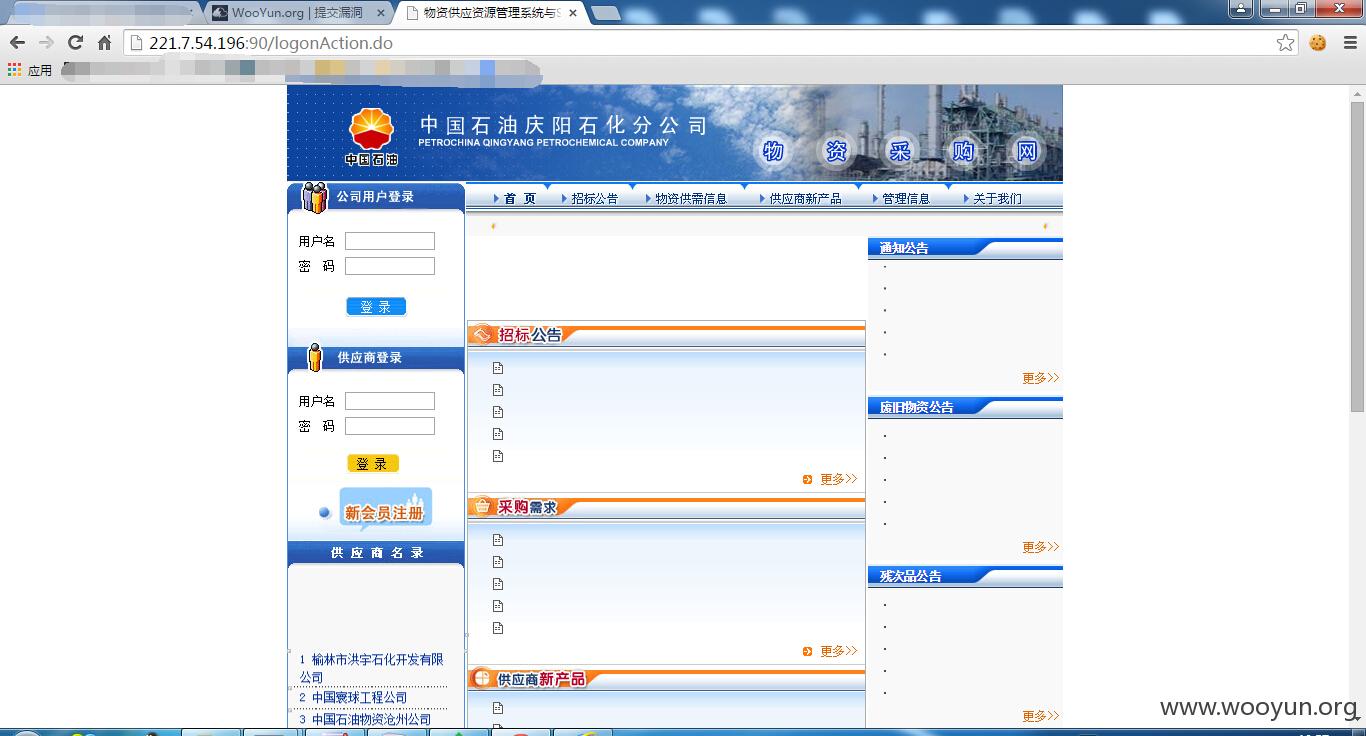 WooYun.org | 提交漏洞
物资供应资源管理系统与S
221.7.54.196:90/logonAction.do
应用
中国石油
中国石油庆阳石化分公司
PETROCHINA QINGYANG PETROCHEMICAL COMPANY
物 资 采 购 网
公司用户登录
首 页
招标公告
物资供需信息
供应商新产品
管理信息
关于我们
用户名
密 码
登 录
供应商登录
用户名
密 码
登 录
新会员注册
供 应 商 名 录
1 榆林市洪宇石化开发有限
公司
2 中国寰球工程公司
3 中国石油物资沧州公司
招标公告
更多>>
采购需求
更多>>
供应商新产品
通知公告
更多>>
废旧物资公告
更多>>
残次品公告
更多>>
www.wooyun.org